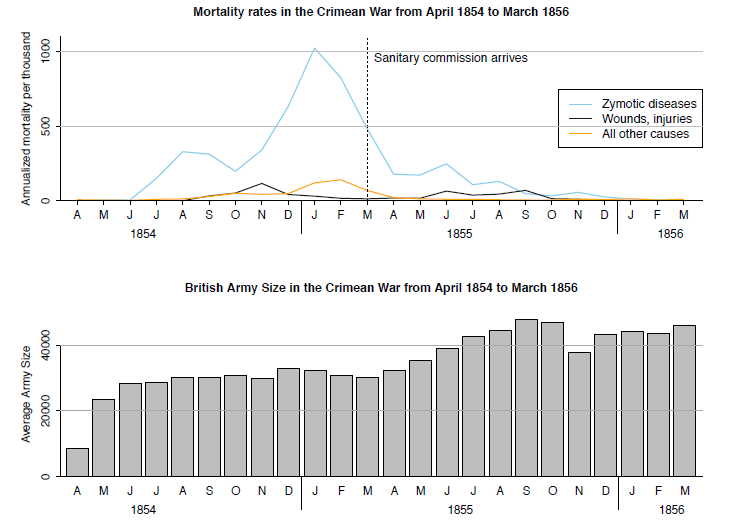 Mortality rates in the Crimean War from April 1854 to March 1856
Annualized mortality per thousand
1000
500
0
Sanitary commission arrives
Zymotic diseases
Wounds, injuries
All other causes
A M J J A S O N D J F M A M J J A S O N D J F M
1854 1855 1856
British Army Size in the Crimean War from April 1854 to March 1856
Average Army Size
40000
20000
0
A M J J A S O N D J F M A M J J A S O N D J F M
1854 1855 1856